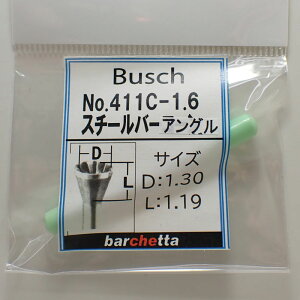 Busch
No.411C-1.6
スチールバーアングル
サイズ
D
L
D:1.30
L:1.19
barchetta